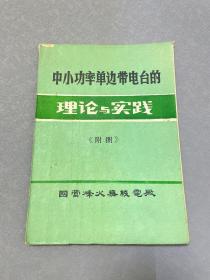 中小功率单边带电台的
理论与实践
《附图》
国营烽火无线电厂